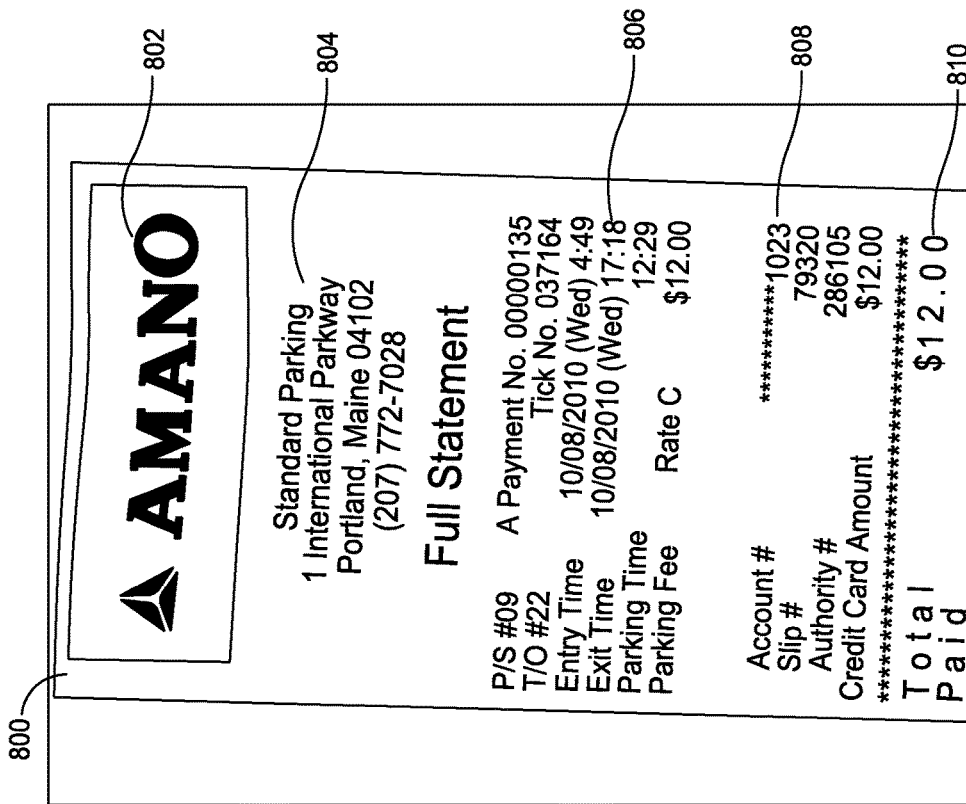 800
802
AMANO
804
Standard Parking
1 International Parkway
Portland, Maine 04102
(207) 772-7028
Full Statement
P/S #09 A Payment No. 00000135
T/O #22 Tick No. 037164
Entry Time 10/08/2010 (Wed) 4:49
Exit Time 10/08/2010 (Wed) 17:18
806
Parking Time 12:29
Parking Fee Rate C $12.00
Account # ************1023
808
Slip # 79320
Authority # 286105
Credit Card Amount $12.00
******************************************
Total $12.00
810
Paid